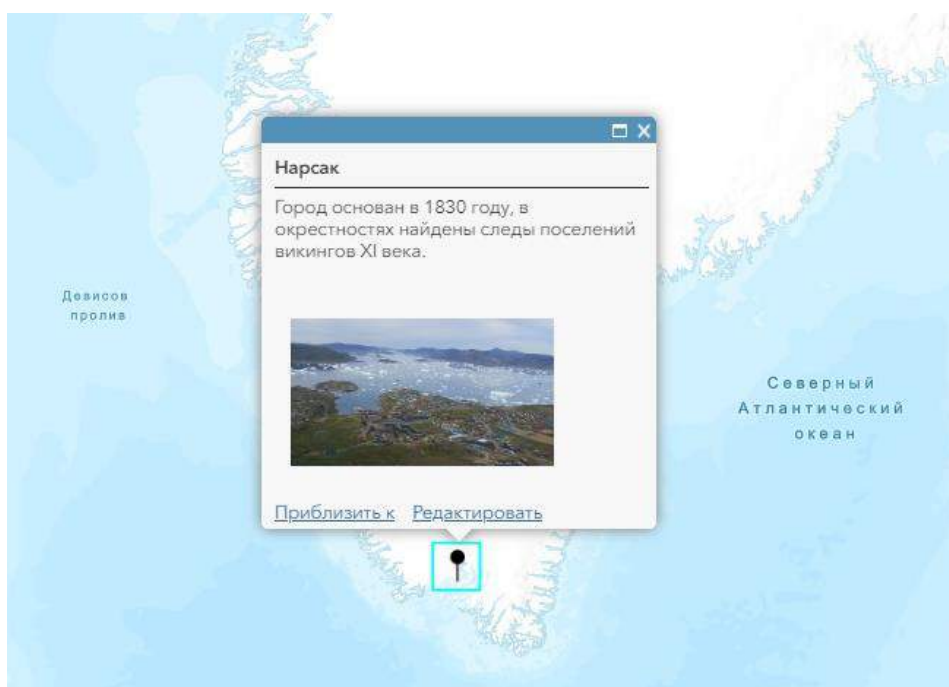 Нарсак
Город основан в 1830 году, в
окрестностях найдены следы поселений
викингов XI века.
Девисов
пролив
Северный
Атлантический
океан
Приблизить к Редактировать